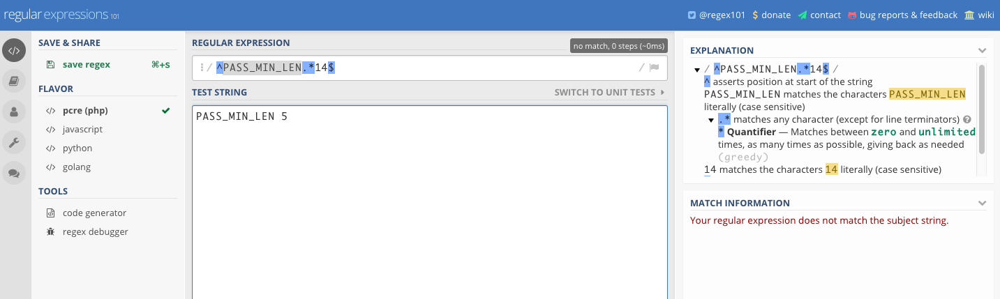 regular expressions 101
@regex101 $ donate contact bug reports & feedback wiki
SAVE & SHARE
save regex ⌘+s
FLAVOR
</> pcre (php)
</> javascript
</> python
</> golang
TOOLS
code generator
regex debugger
REGULAR EXPRESSION
no match, 0 steps (~0ms)
/ ^PASS_MIN_LEN.*14$ /
TEST STRING
SWITCH TO UNIT TESTS
PASS_MIN_LEN 5
EXPLANATION
/ ^PASS_MIN_LEN.*14$ /
^ asserts position at start of the string
PASS_MIN_LEN matches the characters PASS_MIN_LEN
literally (case sensitive)
.* matches any character (except for line terminators)
* Quantifier — Matches between zero and unlimited
times, as many times as possible, giving back as needed
(greedy)
14 matches the characters 14 literally (case sensitive)
MATCH INFORMATION
Your regular expression does not match the subject string.